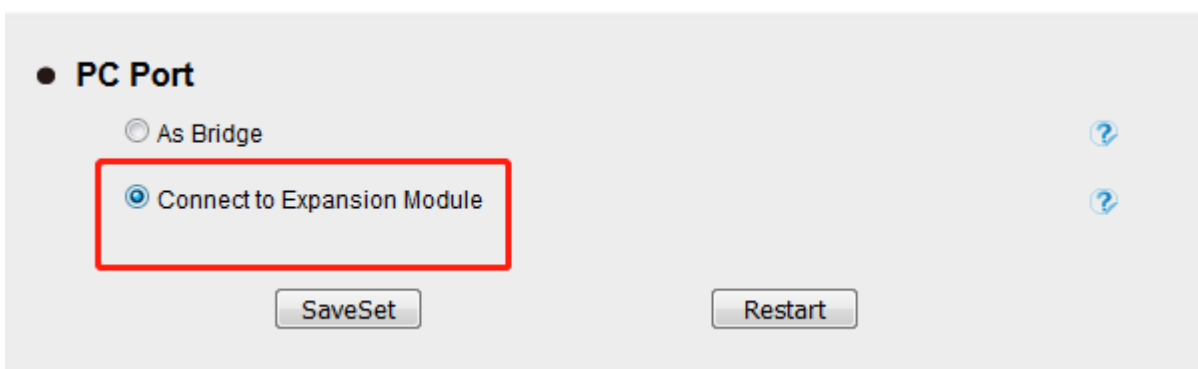 PC Port
As Bridge
Connect to Expansion Module
SaveSet Restart